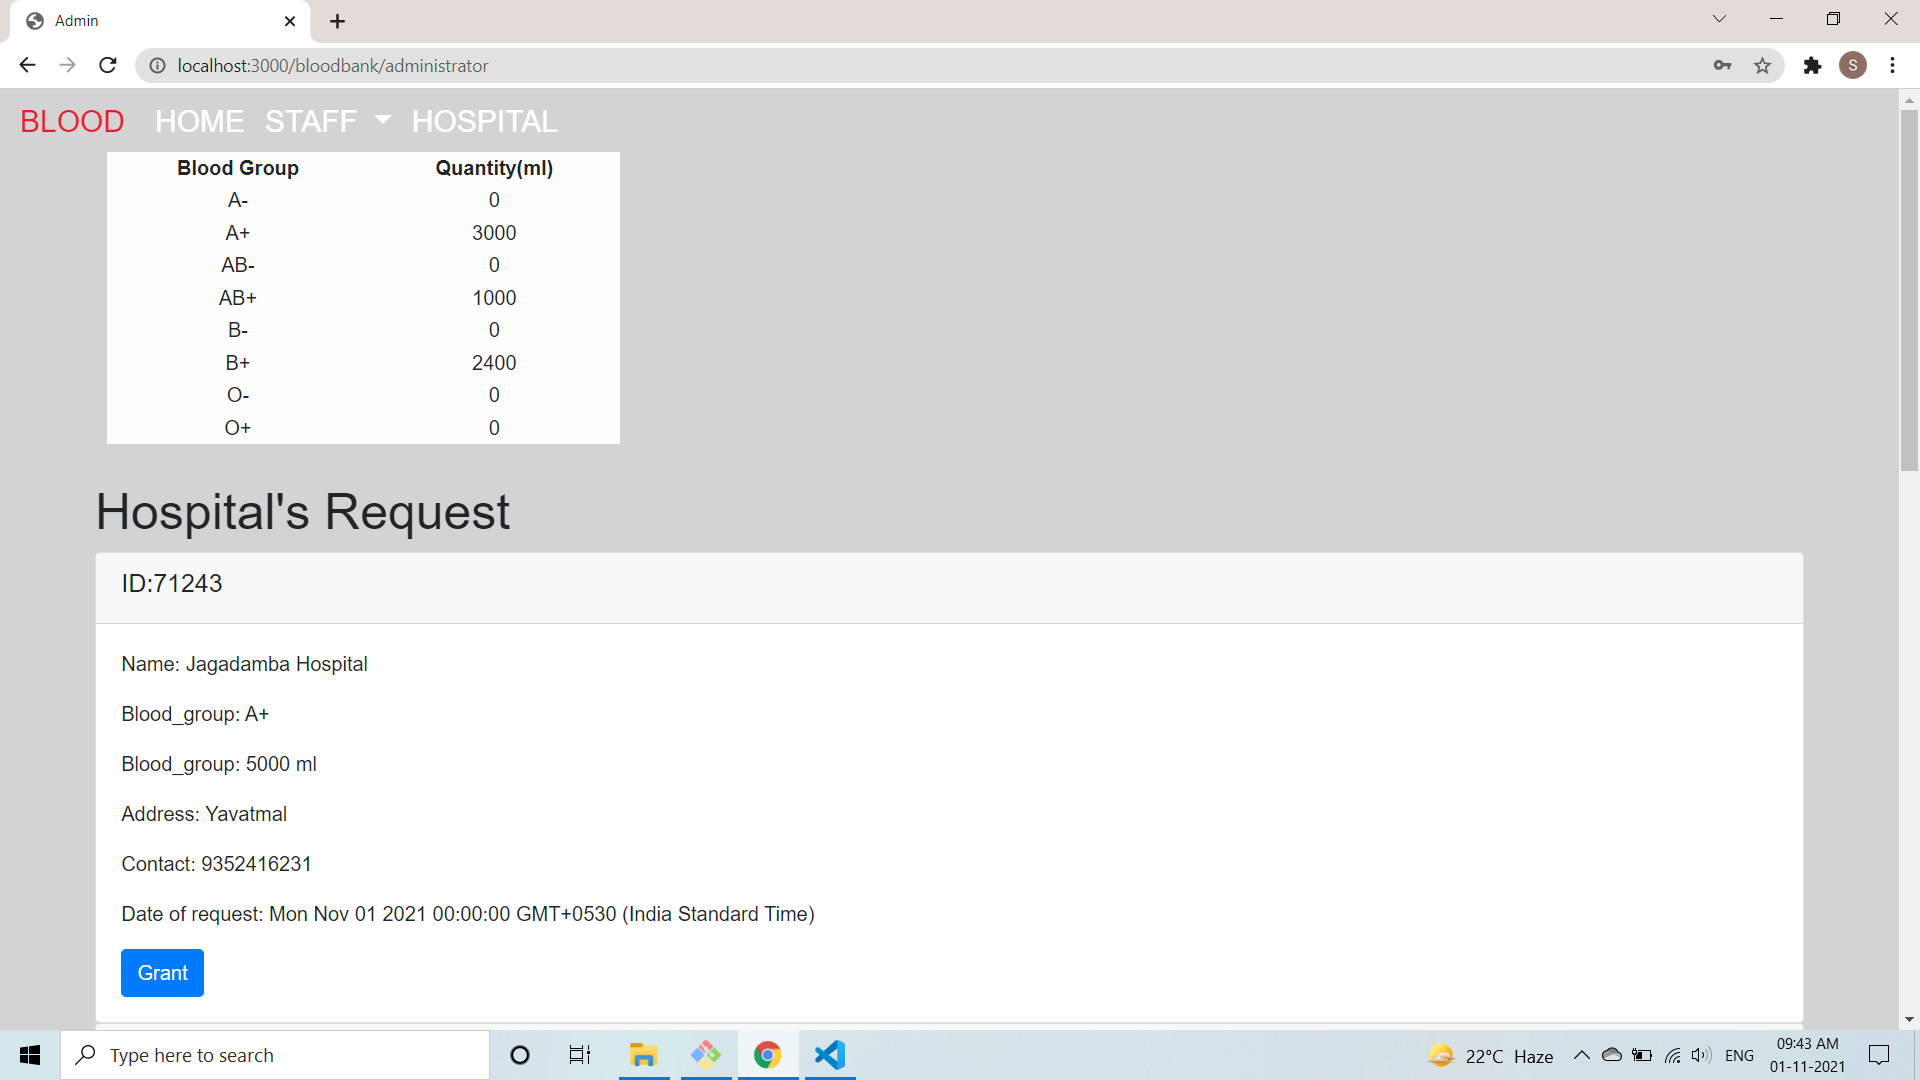 Admin
localhost:3000/bloodbank/administrator
S
BLOOD HOME STAFF HOSPITAL
Blood Group Quantity(ml)
A- 0
A+ 3000
AB- 0
AB+ 1000
B- 0
B+ 2400
O- 0
O+ 0
Hospital's Request
ID:71243
Name: Jagadamba Hospital
Blood_group: A+
Blood_group: 5000 ml
Address: Yavatmal
Contact: 9352416231
Date of request: Mon Nov 01 2021 00:00:00 GMT+0530 (India Standard Time)
Grant
Type here to search
22°C Haze
ENG
09:43 AM
01-11-2021